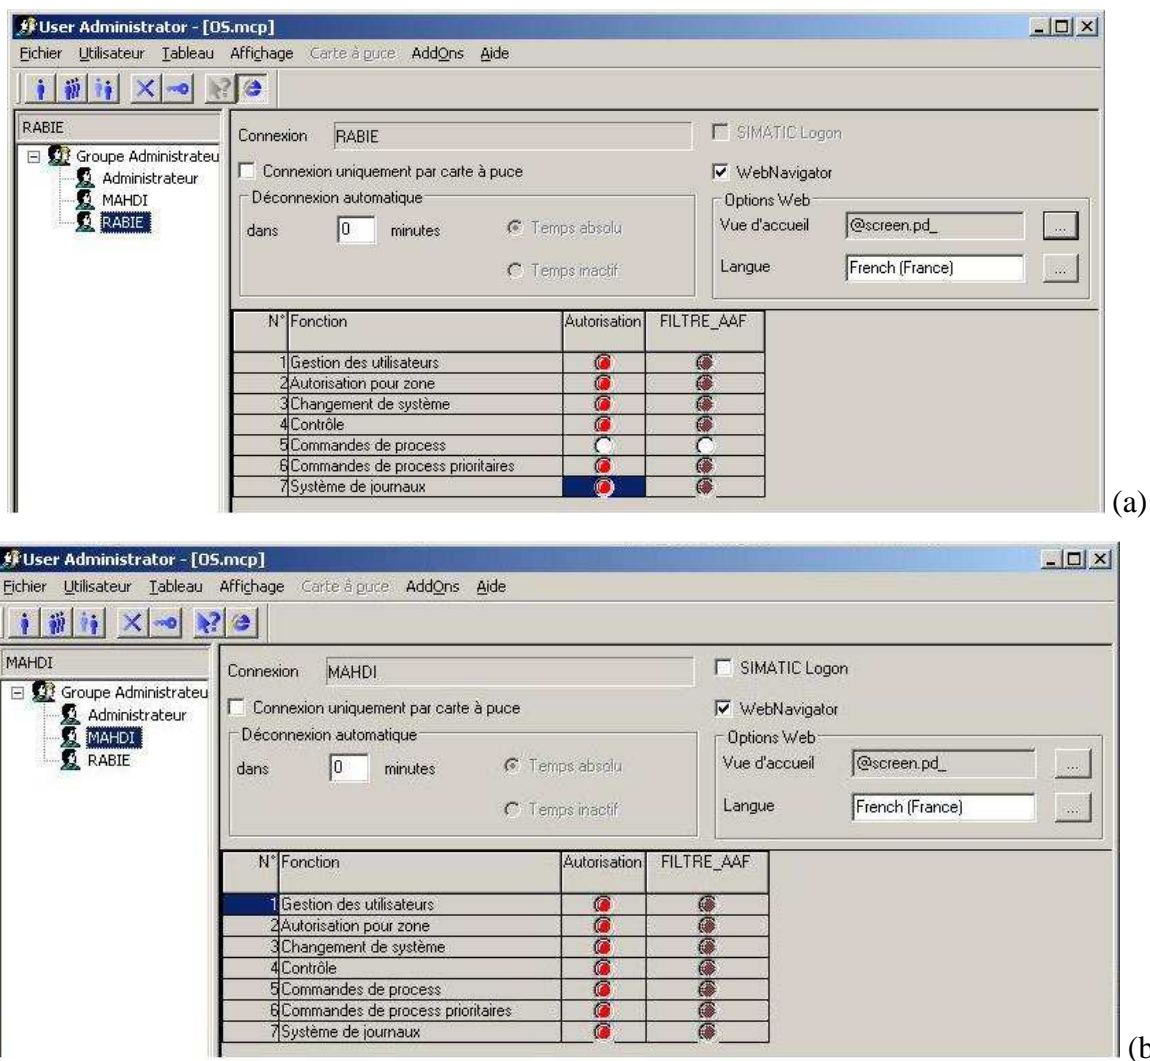 User Administrator - [OS.mcp]
Fichier Utilisateur Tableau Affichage Carte à puce AddOns Aide
RABIE
Groupe Administrateu
Administrateur
MAHDI
RABIE
Connexion RABIE
SIMATIC Logon
Connexion uniquement par carte à puce
WebNavigator
Déconnexion automatique
dans 0 minutes
Temps absolu
Temps inactif
Options Web
Vue d'accueil @screen.pd_ ...
Langue French (France) ...
N° Fonction Autorisation FILTRE_AAF
1 Gestion des utilisateurs
2 Autorisation pour zone
3 Changement de système
4 Contrôle
5 Commandes de process
6 Commandes de process prioritaires
7 Système de journaux
(a)
User Administrator - [OS.mcp]
Fichier Utilisateur Tableau Affichage Carte à puce AddOns Aide
MAHDI
Groupe Administrateu
Administrateur
MAHDI
RABIE
Connexion MAHDI
SIMATIC Logon
Connexion uniquement par carte à puce
WebNavigator
Déconnexion automatique
dans 0 minutes
Temps absolu
Temps inactif
Options Web
Vue d'accueil @screen.pd_ ...
Langue French (France) ...
N° Fonction Autorisation FILTRE_AAF
1 Gestion des utilisateurs
2 Autorisation pour zone
3 Changement de système
4 Contrôle
5 Commandes de process
6 Commandes de process prioritaires
7 Système de journaux
(b